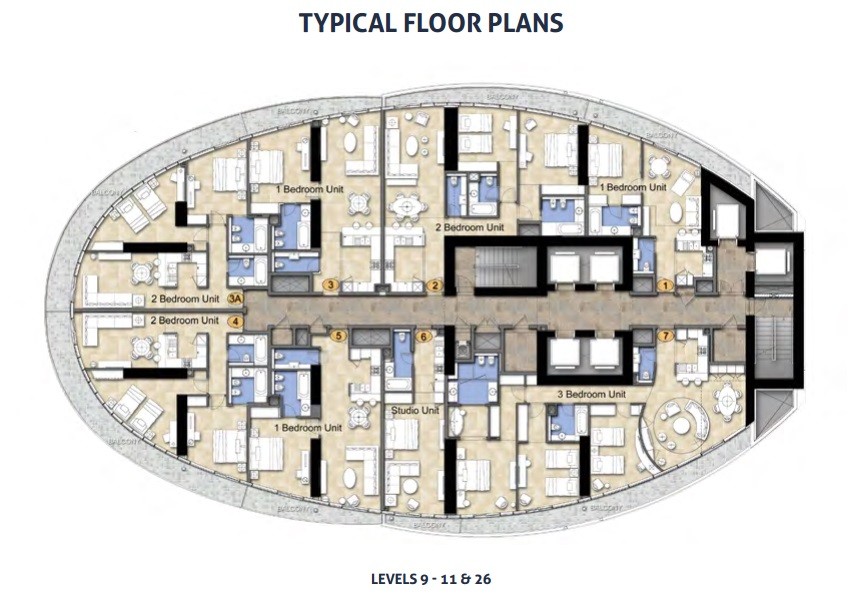 TYPICAL FLOOR PLANS
BALCONY
BALCONY
BALCONY
BALCONY
1 Bedroom Unit
1 Bedroom Unit
2 Bedroom Unit
3
2
1
2 Bedroom Unit
3A
2 Bedroom Unit
4
5
6
7
3 Bedroom Unit
Studio Unit
1 Bedroom Unit
BALCONY
BALCONY
BALCONY
BALCONY
LEVELS 9 - 11 & 26